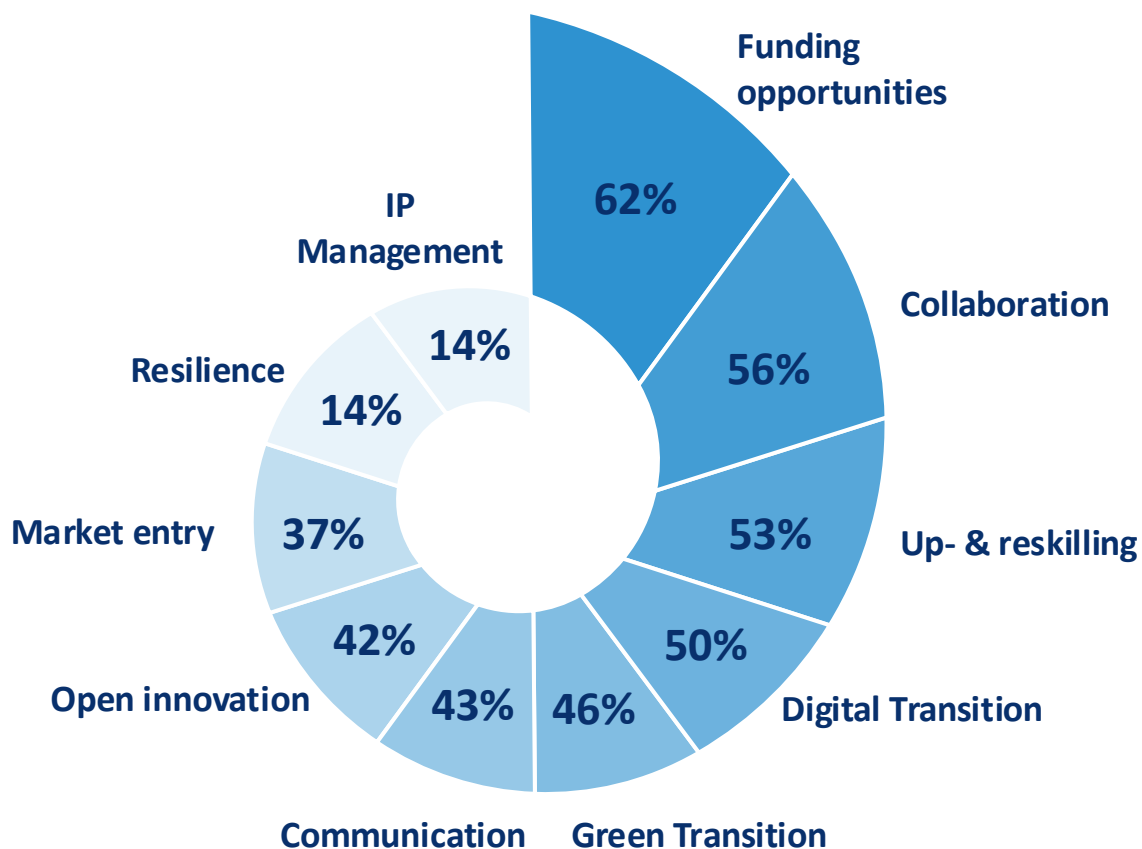 Funding
opportunities
62%
Collaboration
56%
Up- & reskilling
53%
Digital Transition
50%
Green Transition
46%
Communication
43%
Open innovation
42%
Market entry
37%
Resilience
14%
IP
Management
14%